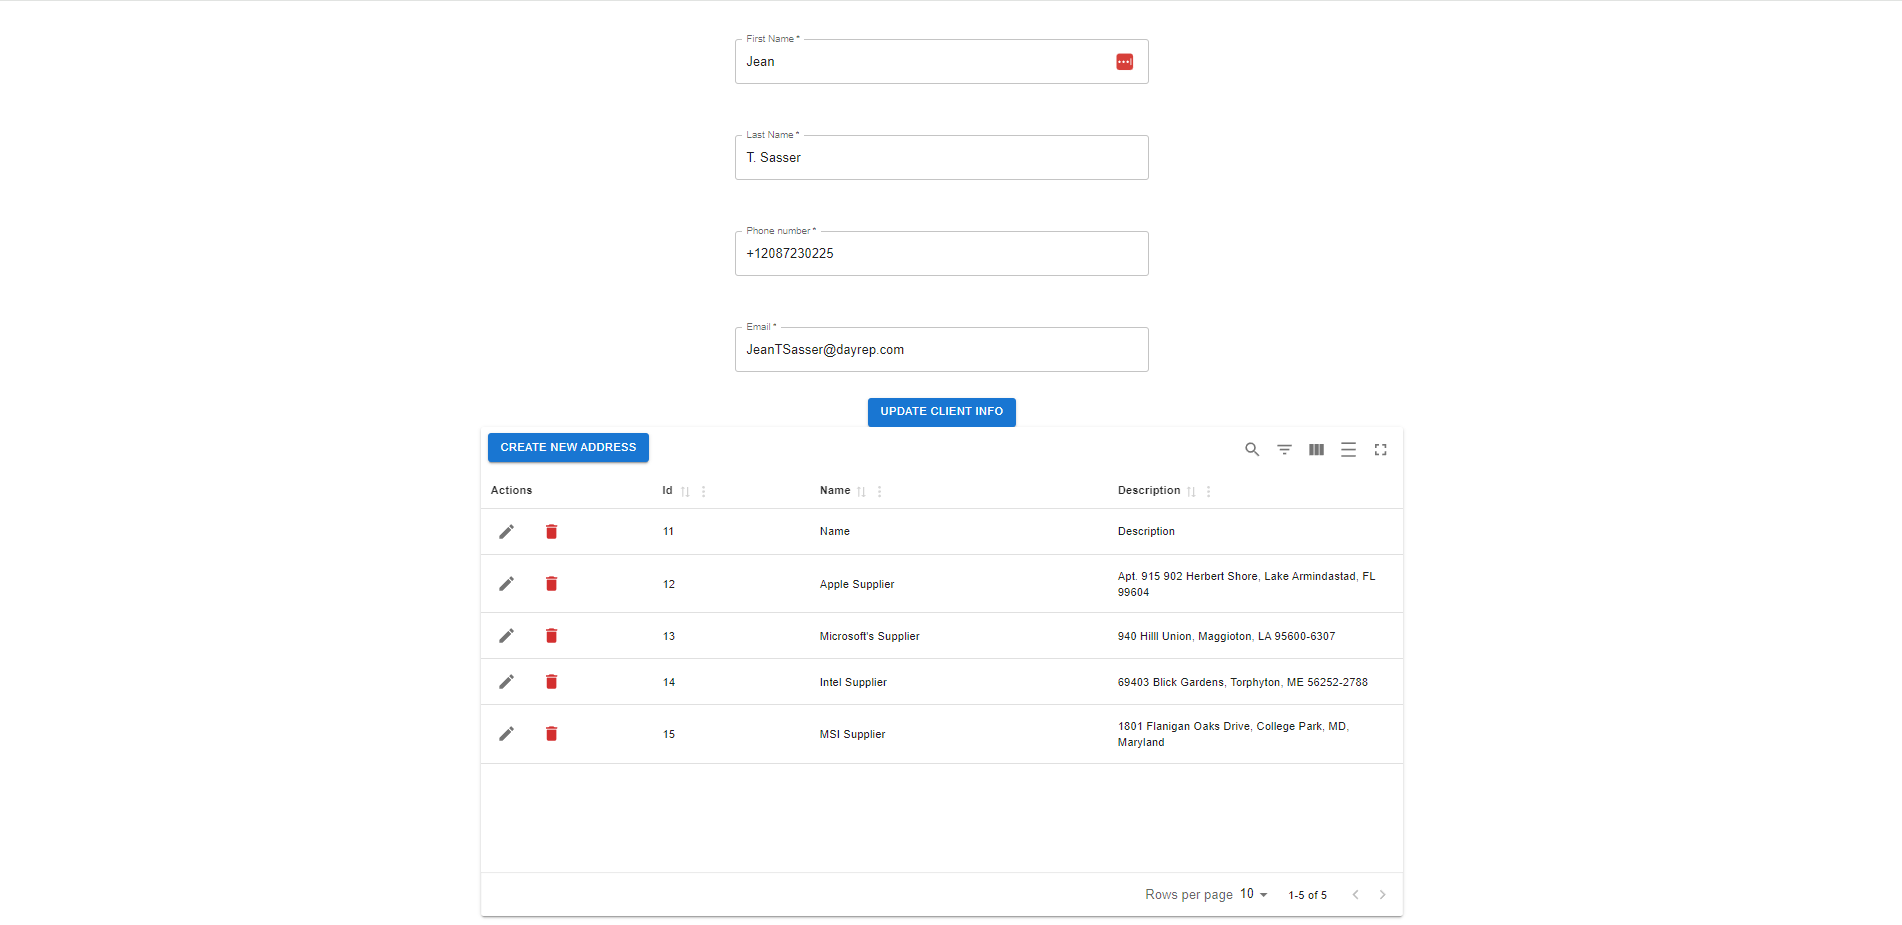 First Name *
Jean
Last Name *
T. Sasser
Phone number *
+12087230225
Email *
JeanTSasser@dayrep.com
UPDATE CLIENT INFO
CREATE NEW ADDRESS
Actions Id Name Description
11 Name Description
12 Apple Supplier Apt. 915 902 Herbert Shore, Lake Armindastad, FL
99604
13 Microsoft's Supplier 940 Hilll Union, Maggioton, LA 95600-6307
14 Intel Supplier 69403 Blick Gardens, Torphyton, ME 56252-2788
15 MSI Supplier 1801 Flanigan Oaks Drive, College Park, MD,
Maryland
Rows per page 10 1-5 of 5